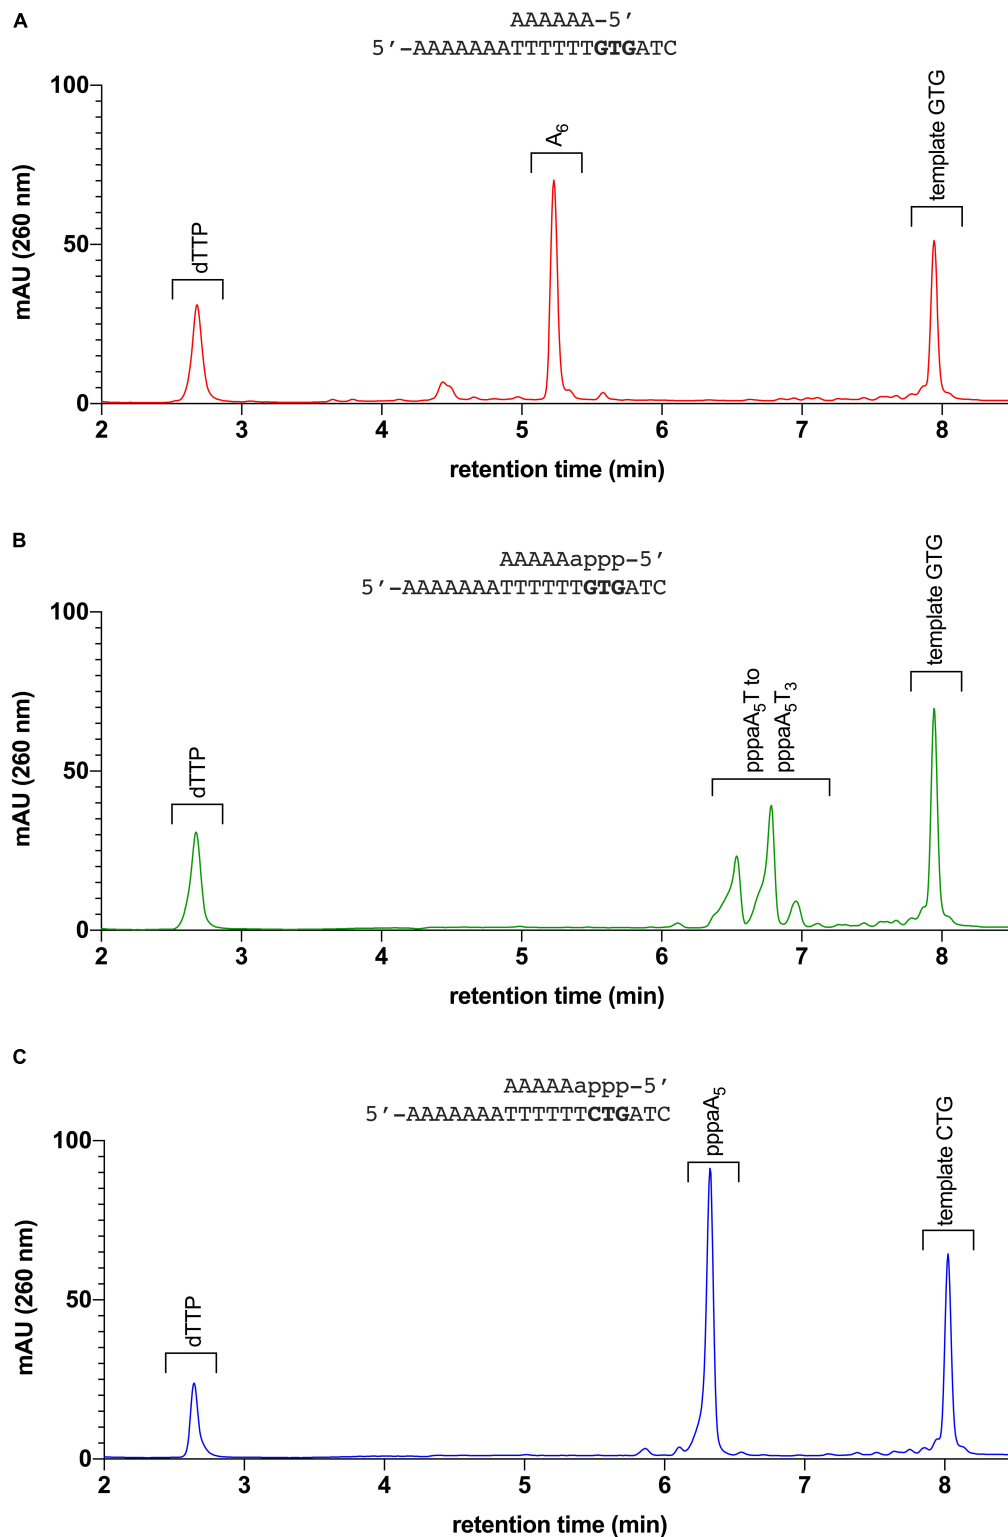 A
AAAAAA-5′
5′-AAAAAAATTTTTTGTGATC
100
50
0
mAU (260 nm)
dTTP
A6
template GTG
2 3 4 5 6 7 8
retention time (min)
B
AAAAAappp-5′
5′-AAAAAAATTTTTTGTGATC
100
50
0
mAU (260 nm)
dTTP
pppaA5T to
pppaA5T3
template GTG
2 3 4 5 6 7 8
retention time (min)
C
AAAAAappp-5′
5′-AAAAAAATTTTTTCTGATC
100
50
0
mAU (260 nm)
dTTP
pppaA5
template CTG
2 3 4 5 6 7 8
retention time (min)